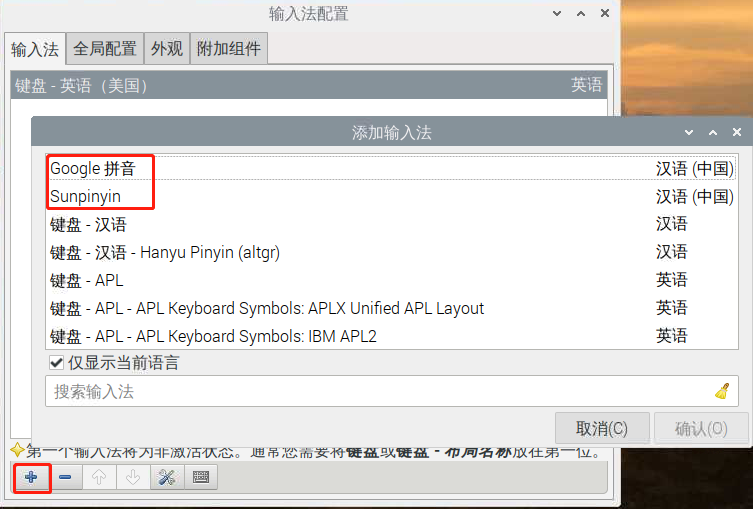 输入法配置
输入法 全局配置 外观 附加组件
键盘 - 英语（美国） 英语
添加输入法
Google 拼音 汉语 (中国)
Sunpinyin 汉语 (中国)
键盘 - 汉语 汉语
键盘 - 汉语 - Hanyu Pinyin (altgr) 汉语
键盘 - APL 英语
键盘 - APL - APL Keyboard Symbols: APLX Unified APL Layout 英语
键盘 - APL - APL Keyboard Symbols: IBM APL2 英语
仅显示当前语言
搜索输入法
取消(C) 确认(O)
第一个输入法将为非激活状态。通常您需要将键盘或键盘 - 布局名称放在第一位。